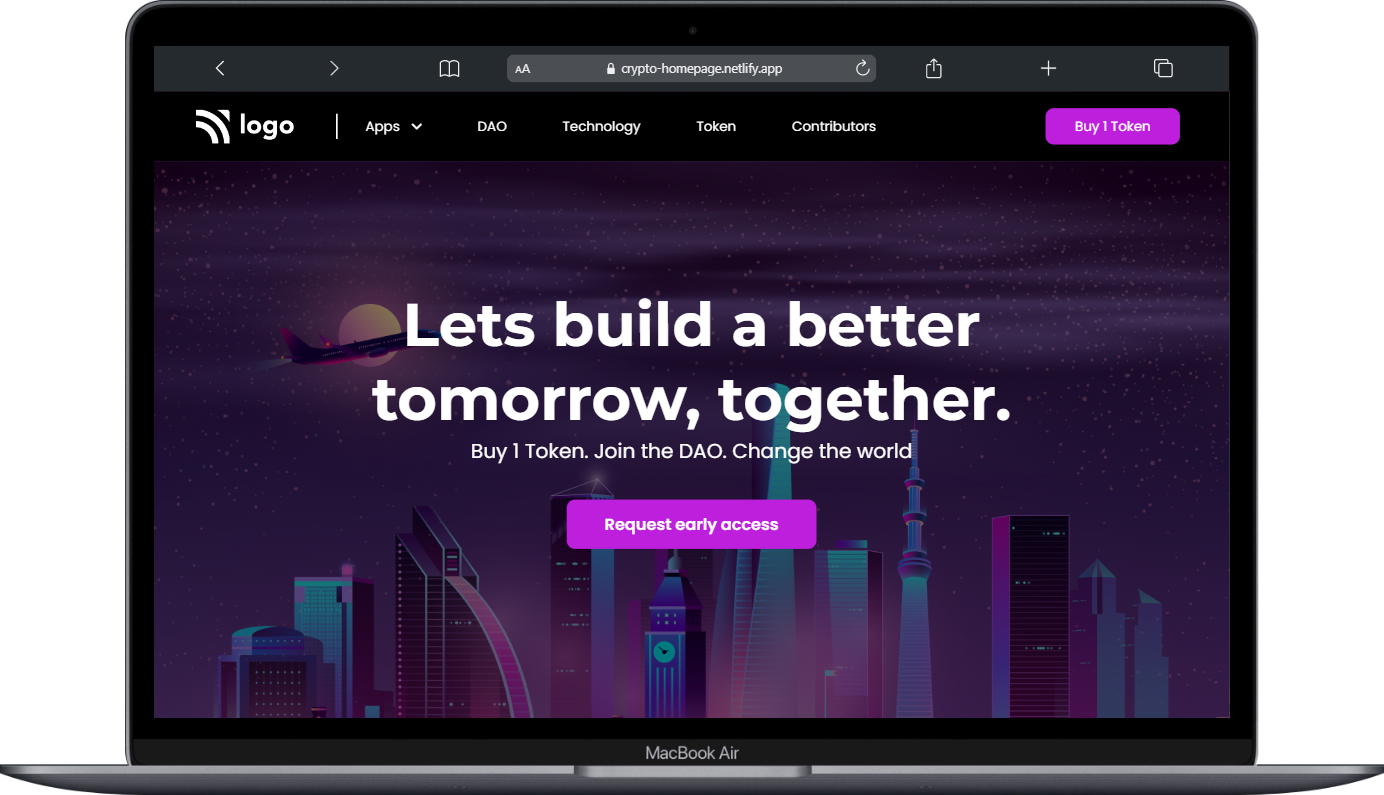 AA crypto-homepage.netlify.app
logo Apps DAO Technology Token Contributors Buy 1 Token
Lets build a better
tomorrow, together.
Buy 1 Token. Join the DAO. Change the world
Request early access
MacBook Air